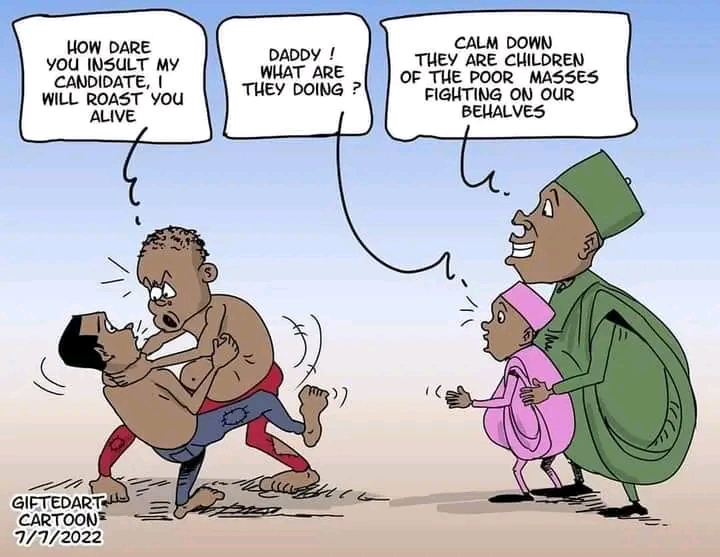 HOW DARE
YOU INSULT MY
CANDIDATE, I
WILL ROAST YOU
ALIVE
DADDY !
WHAT ARE
THEY DOING ?
CALM DOWN
THEY ARE CHILDREN
OF THE POOR MASSES
FIGHTING ON OUR
BEHALVES
GIFTEDART
CARTOON
7/7/2022